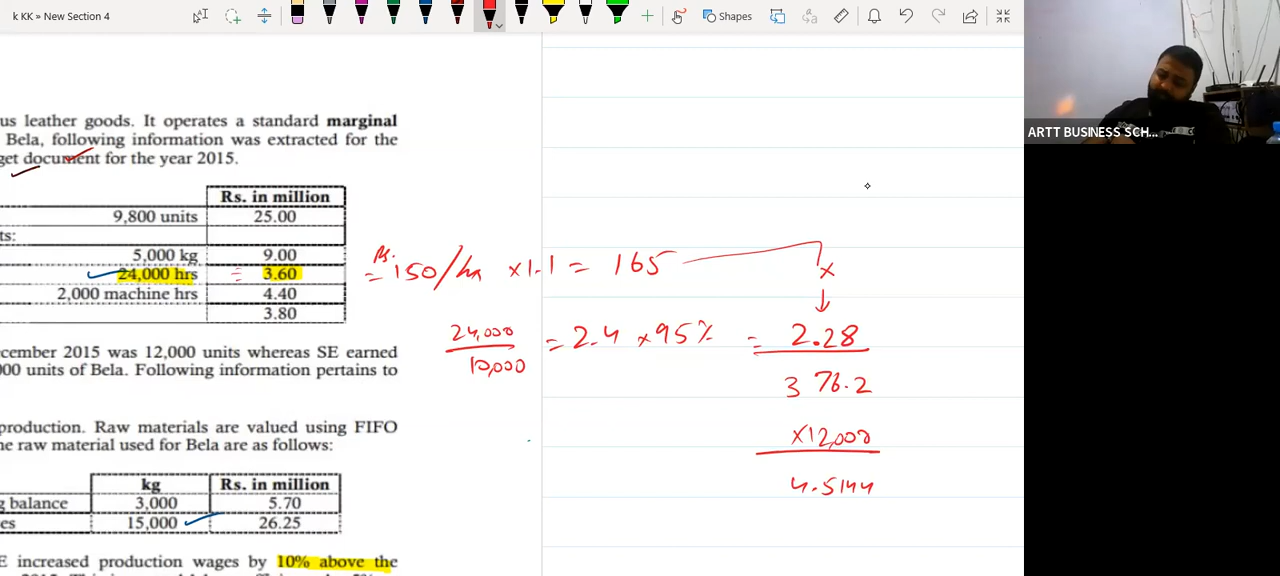 k KK » New Section 4
Shapes
ARTT BUSINESS SCH...
us leather goods. It operates a standard marginal
Bela, following information was extracted for the
get document for the year 2015.
Rs. in million
9,800 units 25.00
ts:
5,000 kg 9.00
24,000 hrs = 3.60
2,000 machine hrs 4.40
3.80
= Rs. 150/hr ×1.1 = 165
×
24,000
10,000
= 2.4 ×95% = 2.28
376.2
×12,000
4.5144
cember 2015 was 12,000 units whereas SE earned
000 units of Bela. Following information pertains to
production. Raw materials are valued using FIFO
he raw material used for Bela are as follows:
kg Rs. in million
g balance 3,000 5.70
es 15,000 26.25
E increased production wages by 10% above the